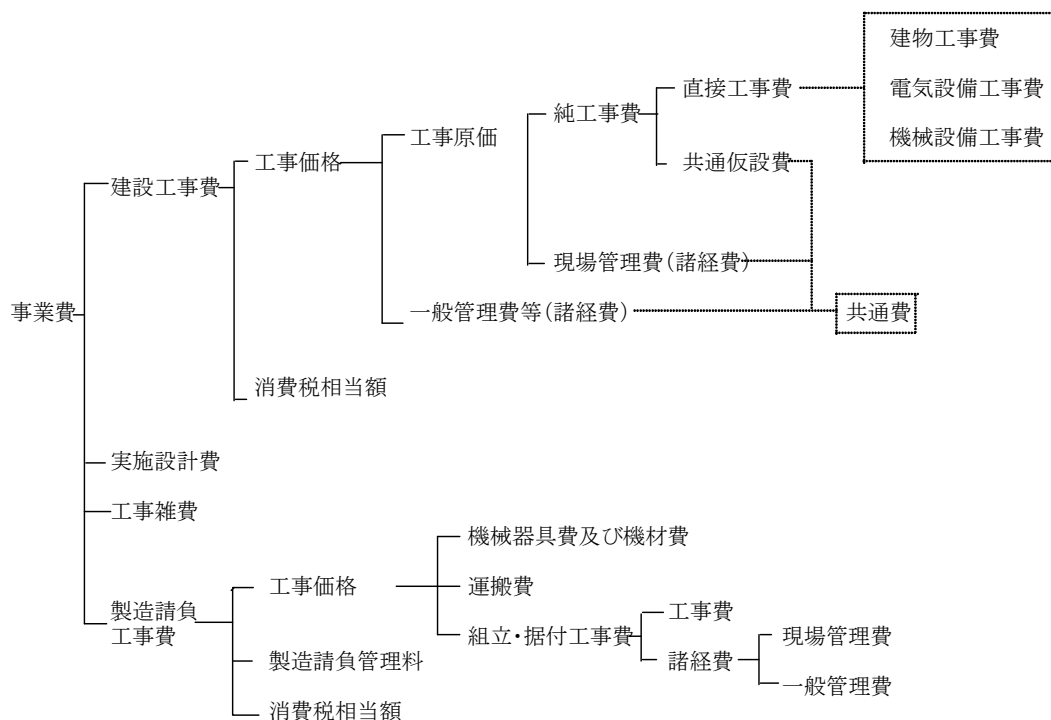 事業費
建設工事費
工事価格
工事原価
純工事費
直接工事費
建物工事費
電気設備工事費
機械設備工事費
共通仮設費
現場管理費(諸経費)
一般管理費等(諸経費)
共通費
消費税相当額
実施設計費
工事雑費
製造請負
工事費
工事価格
機械器具費及び機材費
運搬費
組立・据付工事費
工事費
諸経費
現場管理費
一般管理費
製造請負管理料
消費税相当額